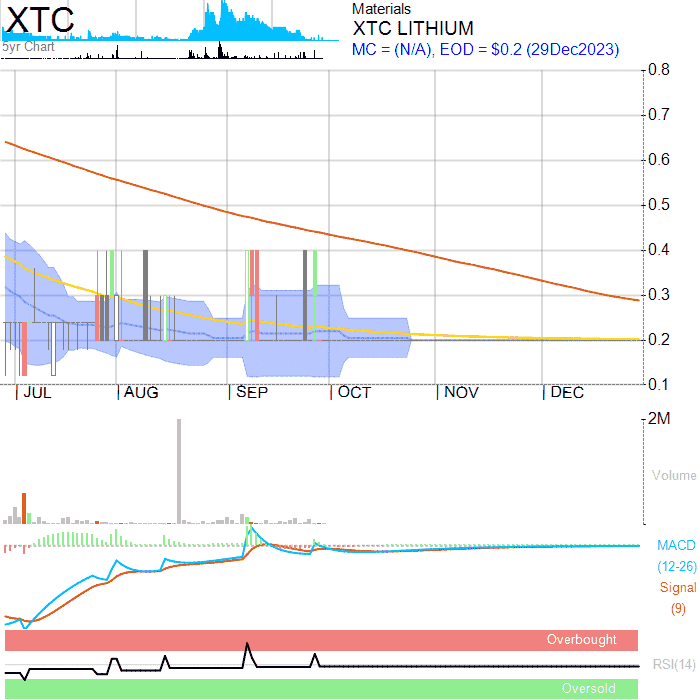 XTC
5yr Chart
Materials
XTC LITHIUM
MC = (N/A), EOD = $0.2 (29Dec2023)
0.8
0.7
0.6
0.5
0.4
0.3
0.2
0.1
JUL AUG SEP OCT NOV DEC
2M
Volume
MACD
(12-26)
Signal
(9)
Overbought
RSI(14)
Oversold